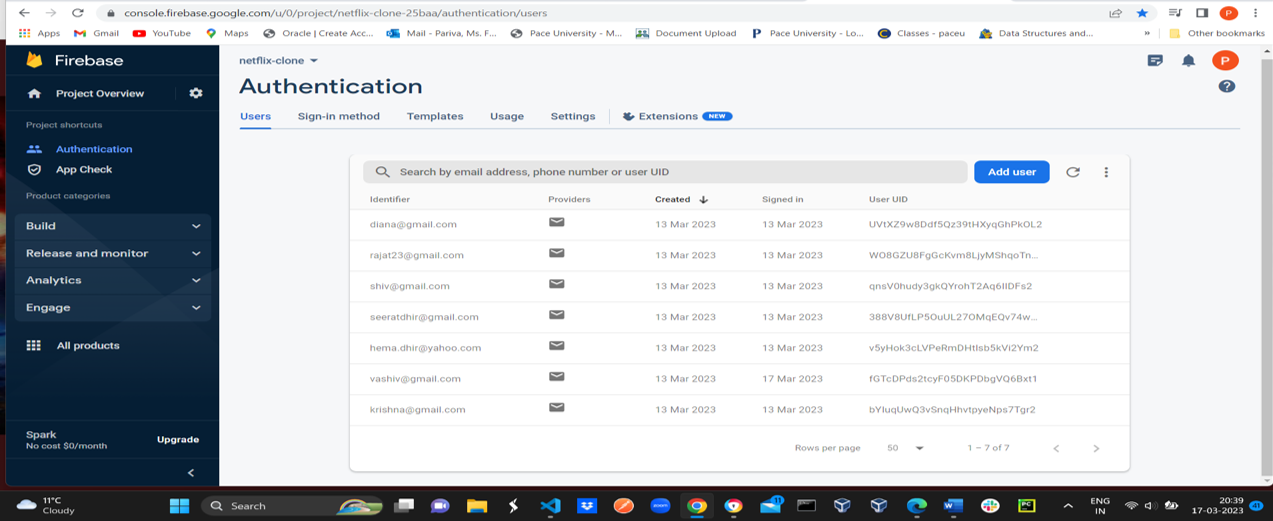 console.firebase.google.com/u/0/project/netflix-clone-25baa/authentication/users
P
Apps Gmail YouTube Maps Oracle | Create Acc... Mail - Pariva, Ms. F... Pace University - M... Document Upload Pace University - Lo... Classes - paceu Data Structures and... » Other bookmarks
Firebase
netflix-clone
P
Project Overview
Authentication
Project shortcuts
Users Sign-in method Templates Usage Settings Extensions NEW
Authentication
App Check
Product categories
Build
Release and monitor
Analytics
Engage
All products
Spark
No cost $0/month
Upgrade
Search by email address, phone number or user UID Add user
Identifier Providers Created Signed in User UID
diana@gmail.com 13 Mar 2023 13 Mar 2023 UVtXZ9w8Ddf5Qz39tHXyqGhPkOL2
rajat23@gmail.com 13 Mar 2023 13 Mar 2023 WO8GZU8FgGcKvm8LjyMShqoTn...
shiv@gmail.com 13 Mar 2023 13 Mar 2023 qnsV0hudy3gkQYrohT2Aq6IIDFs2
seeratdhir@gmail.com 13 Mar 2023 13 Mar 2023 388V8UfLP5OuUL27OMqEQv74w...
hema.dhir@yahoo.com 13 Mar 2023 13 Mar 2023 v5yHok3cLVPeRmDHtIsb5kVi2Ym2
vashiv@gmail.com 13 Mar 2023 17 Mar 2023 fGTcDPds2tcyF05DKPDbgVQ6Bxt1
krishna@gmail.com 13 Mar 2023 13 Mar 2023 bYIuqUwQ3vSnqHhvtpyeNps7Tgr2
Rows per page 50 1 – 7 of 7
11°C
Cloudy
Search
zoom
11
PC
ENG
IN
20:39
17-03-2023
41